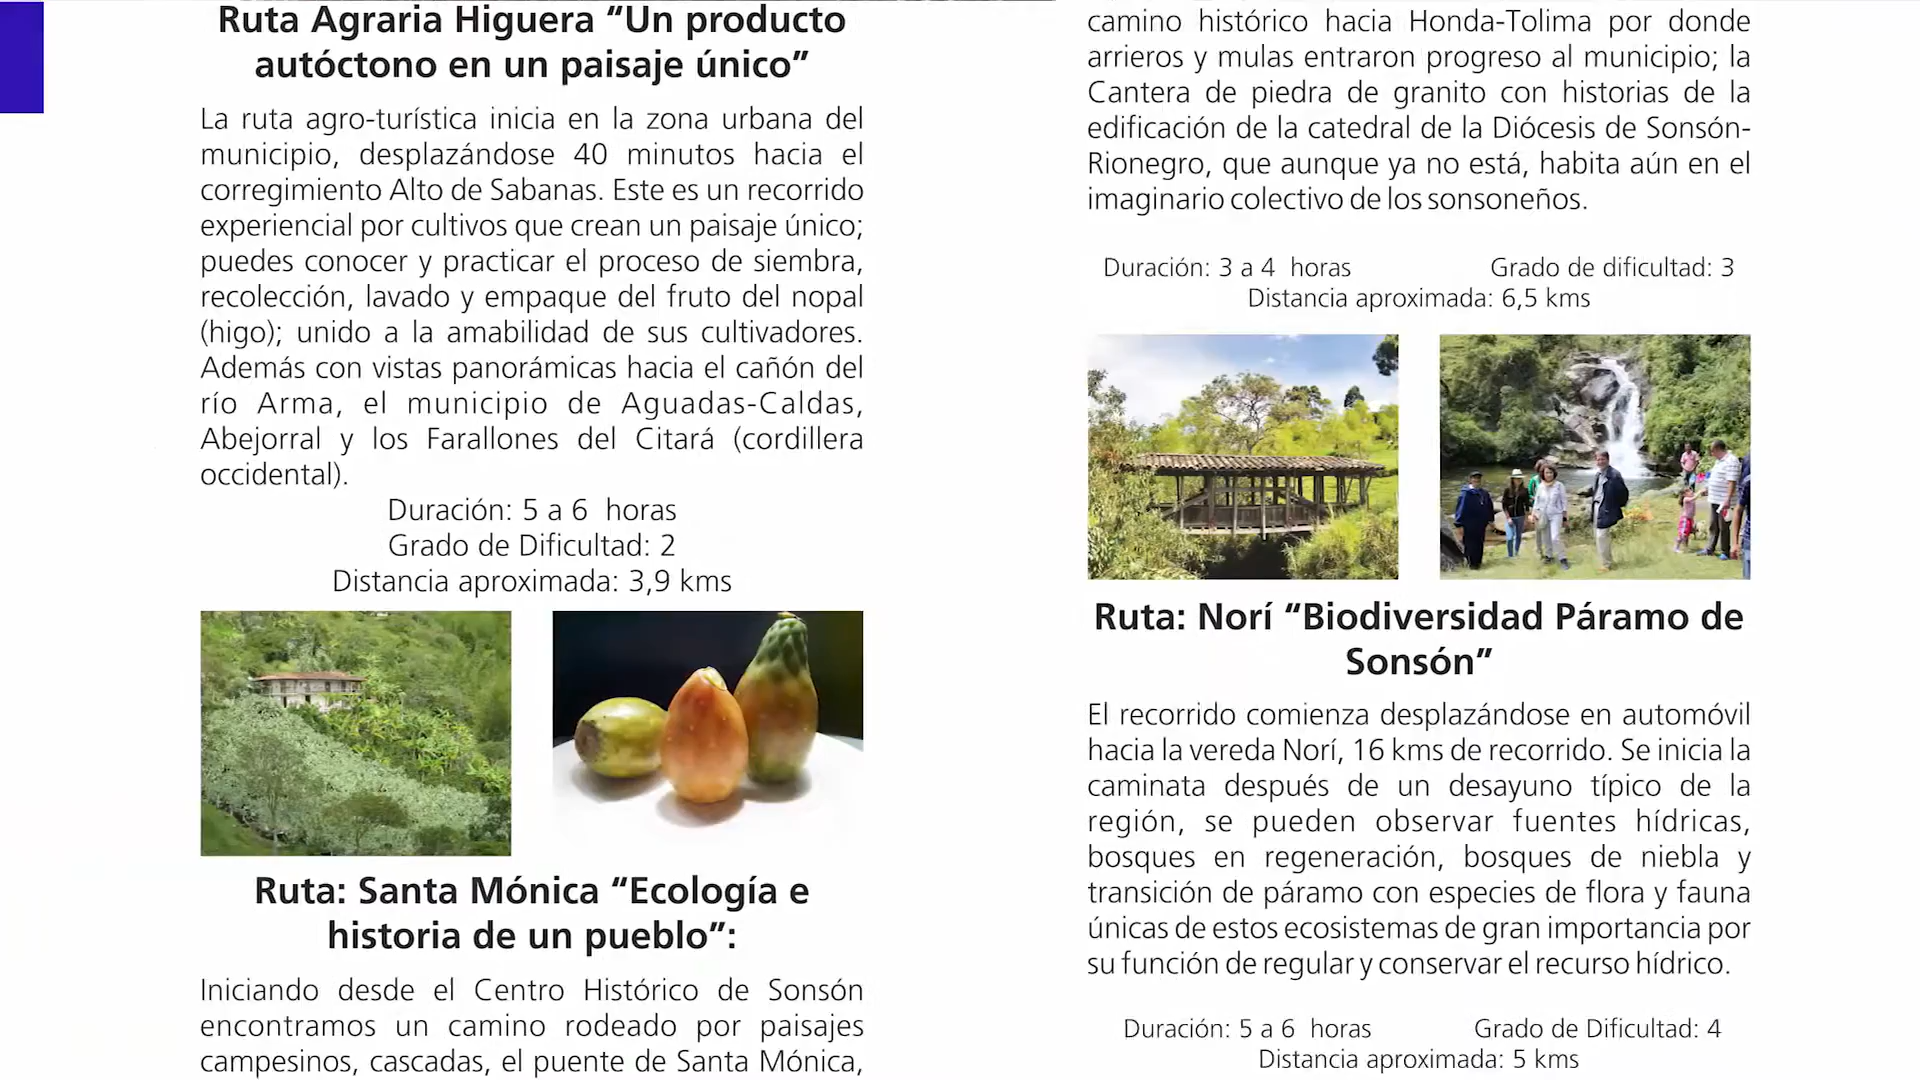 Ruta Agraria Higuera “Un producto
autóctono en un paisaje único”
La ruta agro-turística inicia en la zona urbana del
municipio, desplazándose 40 minutos hacia el
corregimiento Alto de Sabanas. Este es un recorrido
experiencial por cultivos que crean un paisaje único;
puedes conocer y practicar el proceso de siembra,
recolección, lavado y empaque del fruto del nopal
(higo); unido a la amabilidad de sus cultivadores.
Además con vistas panorámicas hacia el cañón del
río Arma, el municipio de Aguadas-Caldas,
Abejorral y los Farallones del Citará (cordillera
occidental).
Duración: 5 a 6 horas
Grado de Dificultad: 2
Distancia aproximada: 3,9 kms
Ruta: Santa Mónica “Ecología e
historia de un pueblo”:
Iniciando desde el Centro Histórico de Sonsón
encontramos un camino rodeado por paisajes
campesinos, cascadas, el puente de Santa Mónica,
camino histórico hacia Honda-Tolima por donde
arrieros y mulas entraron progreso al municipio; la
Cantera de piedra de granito con historias de la
edificación de la catedral de la Diócesis de Sonsón-
Rionegro, que aunque ya no está, habita aún en el
imaginario colectivo de los sonsoneños.
Duración: 3 a 4 horas Grado de dificultad: 3
Distancia aproximada: 6,5 kms
Ruta: Norí “Biodiversidad Páramo de
Sonsón”
El recorrido comienza desplazándose en automóvil
hacia la vereda Norí, 16 kms de recorrido. Se inicia la
caminata después de un desayuno típico de la
región, se pueden observar fuentes hídricas,
bosques en regeneración, bosques de niebla y
transición de páramo con especies de flora y fauna
únicas de estos ecosistemas de gran importancia por
su función de regular y conservar el recurso hídrico.
Duración: 5 a 6 horas Grado de Dificultad: 4
Distancia aproximada: 5 kms